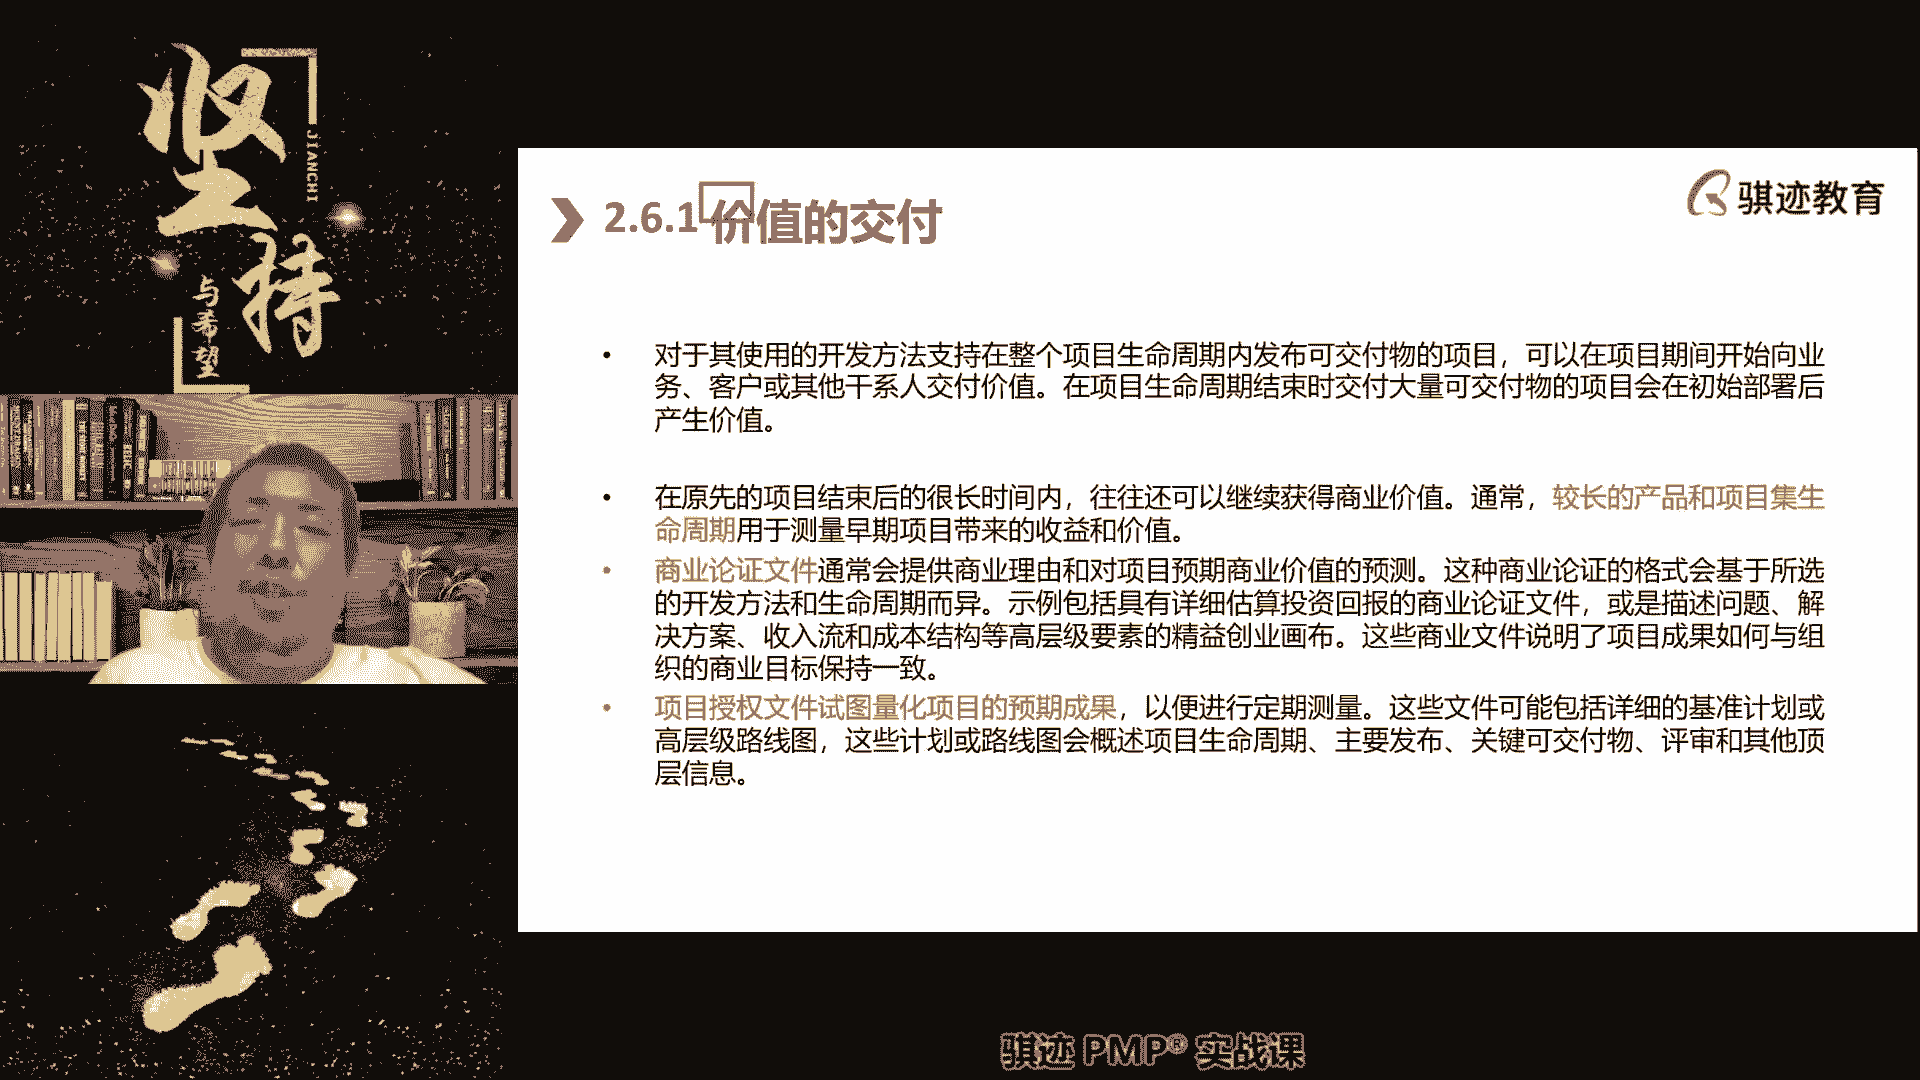 坚持
JIANCHI
与希望
骐迹教育
2.6.1 价值的交付
• 对于其使用的开发方法支持在整个项目生命周期内发布可交付物的项目，可以在项目期间开始向业
务、客户或其他干系人交付价值。在项目生命周期结束时交付大量可交付物的项目会在初始部署后
产生价值。
• 在原先的项目结束后的很长时间内，往往还可以继续获得商业价值。通常，较长的产品和项目集生
命周期用于测量早期项目带来的收益和价值。
• 商业论证文件通常会提供商业理由和对项目预期商业价值的预测。这种商业论证的格式会基于所选
的开发方法和生命周期而异。示例包括具有详细估算投资回报的商业论证文件，或是描述问题、解
决方案、收入流和成本结构等高层级要素的精益创业画布。这些商业文件说明了项目成果如何与组
织的商业目标保持一致。
• 项目授权文件试图量化项目的预期成果，以便进行定期测量。这些文件可能包括详细的基准计划或
高层级路线图，这些计划或路线图会概述项目生命周期、主要发布、关键可交付物、评审和其他顶
层信息。
骐迹 PMP® 实战课